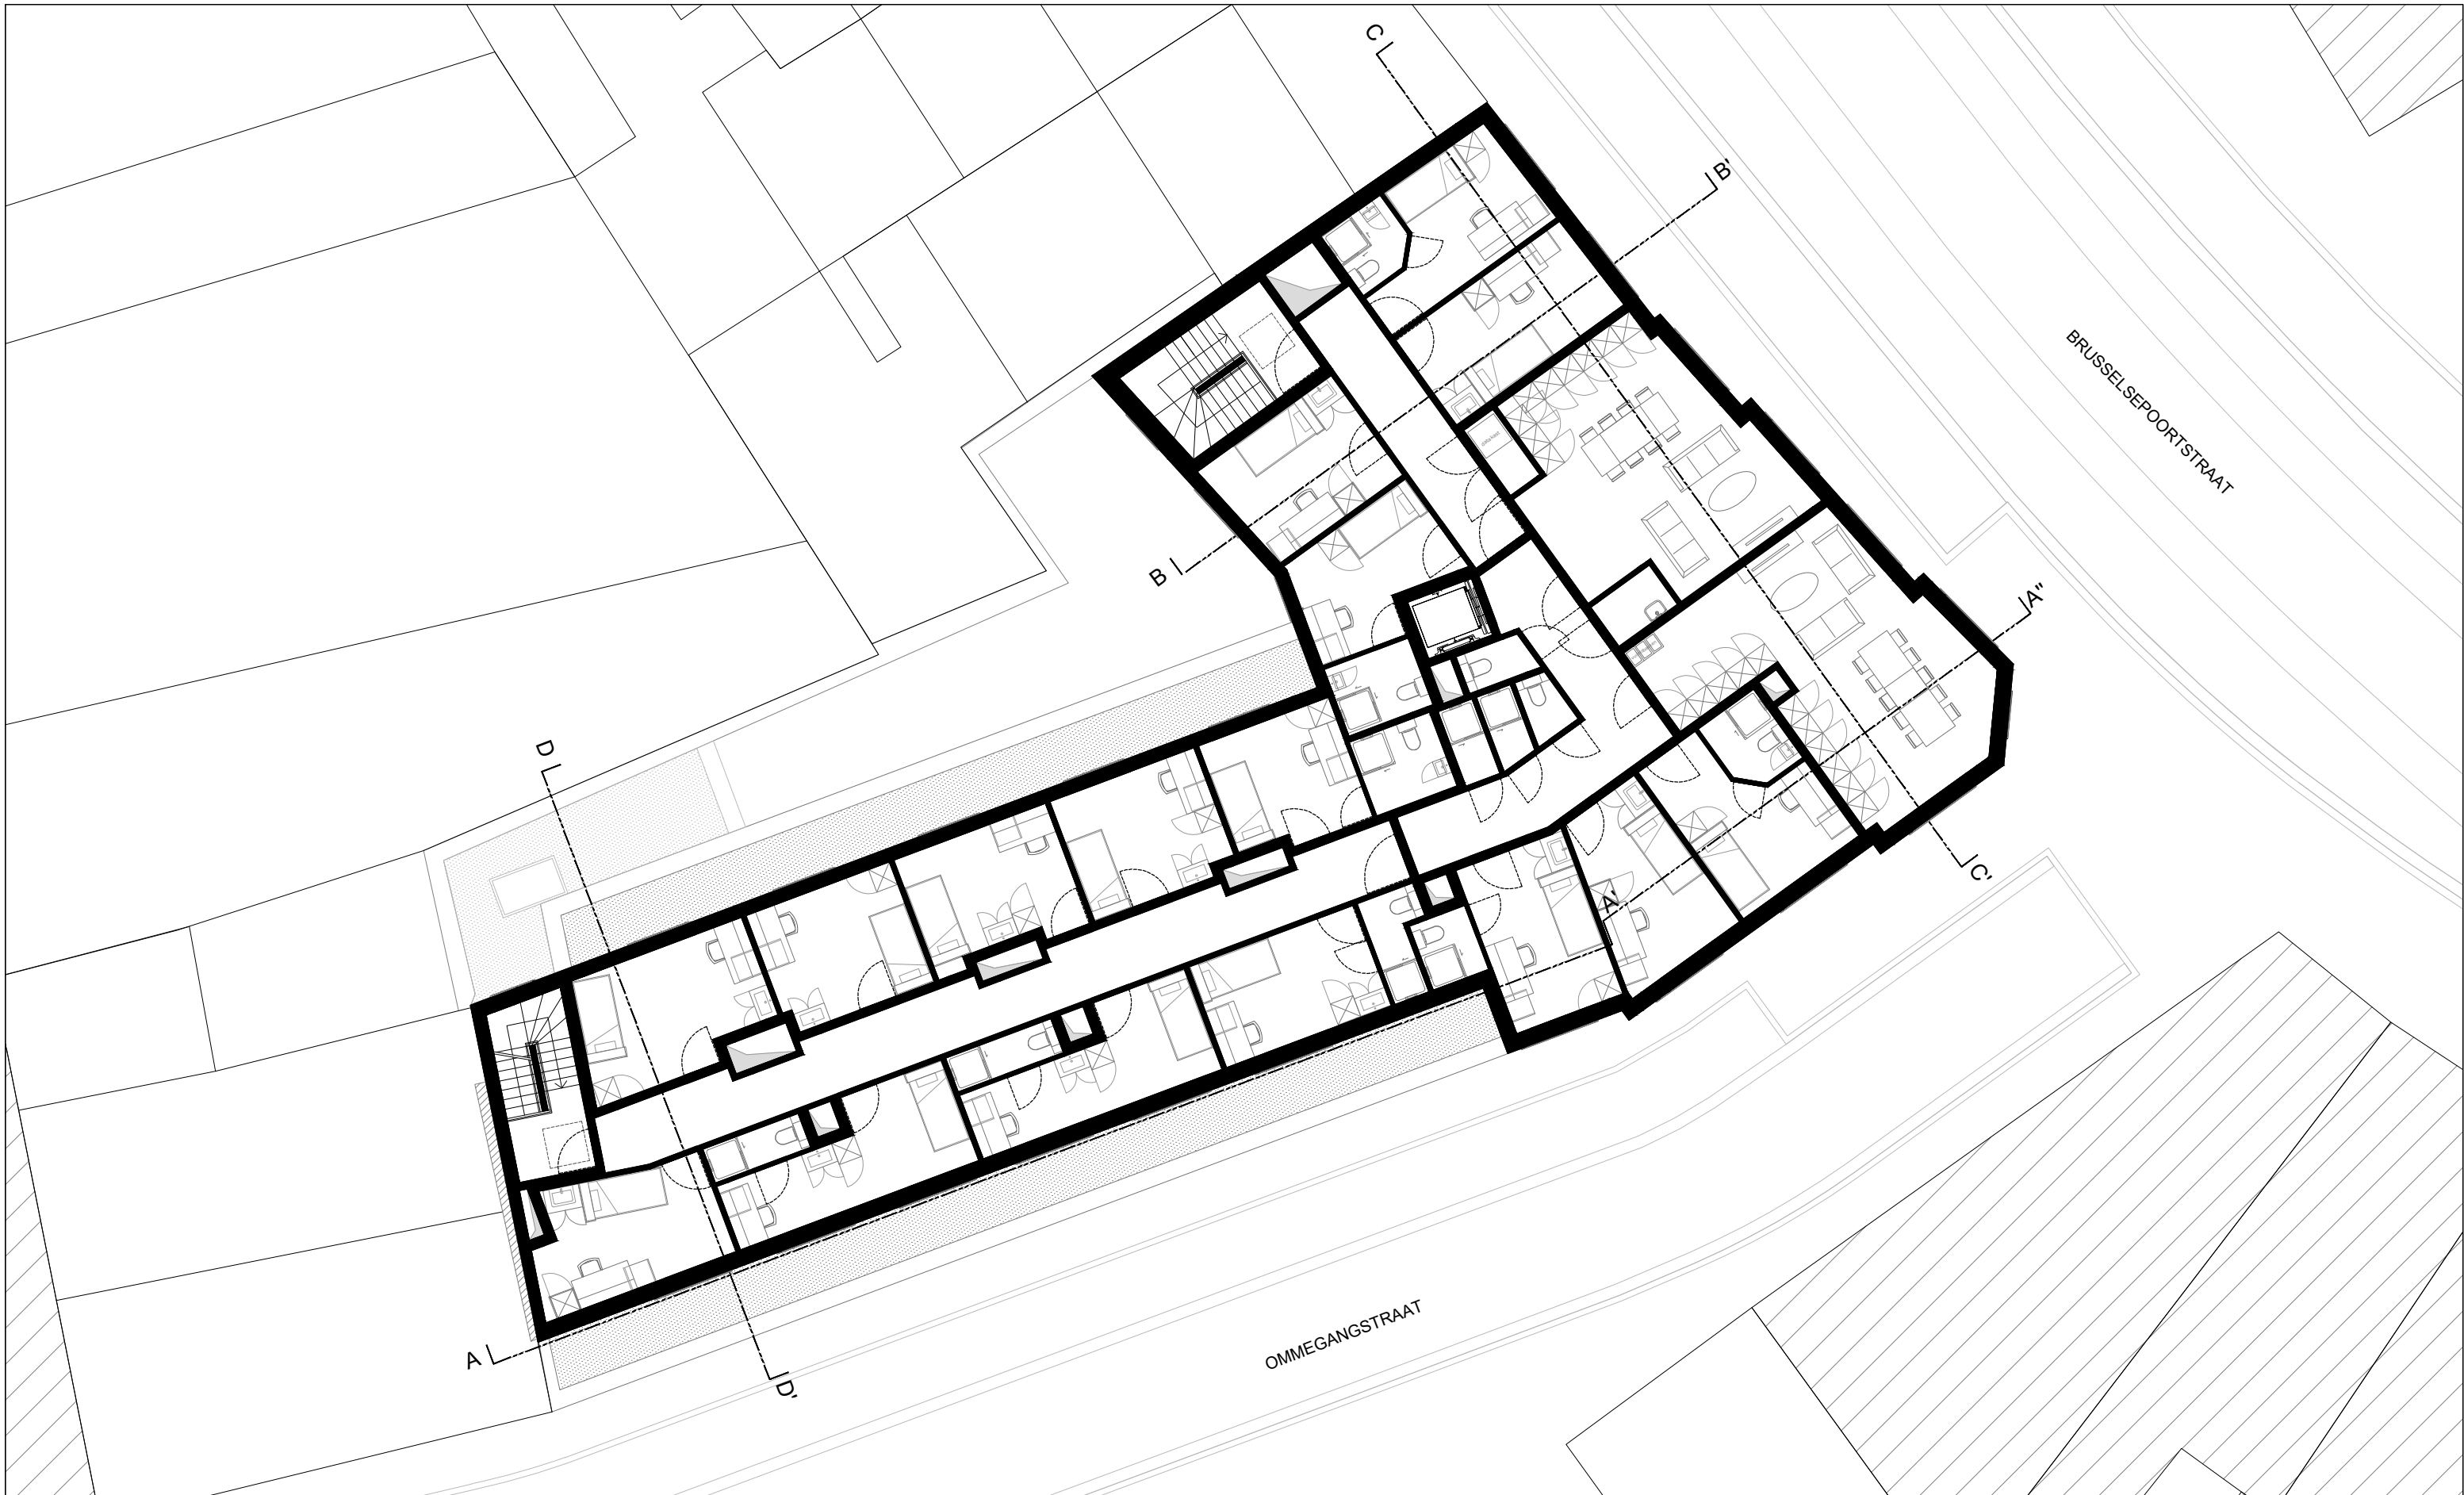 C
B'
BRUSSELSEPOORTSTRAAT
B
A''
D
C'
A'
A
D'
OMMEGANGSTRAAT